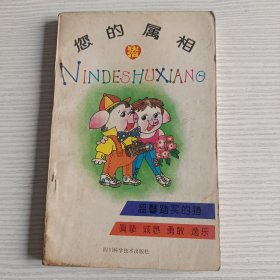 您的属相
猪
NINDESHUXIANG
温馨踏实的猪
真挚 诚恳 勇敢 逸乐
四川科学技术出版社